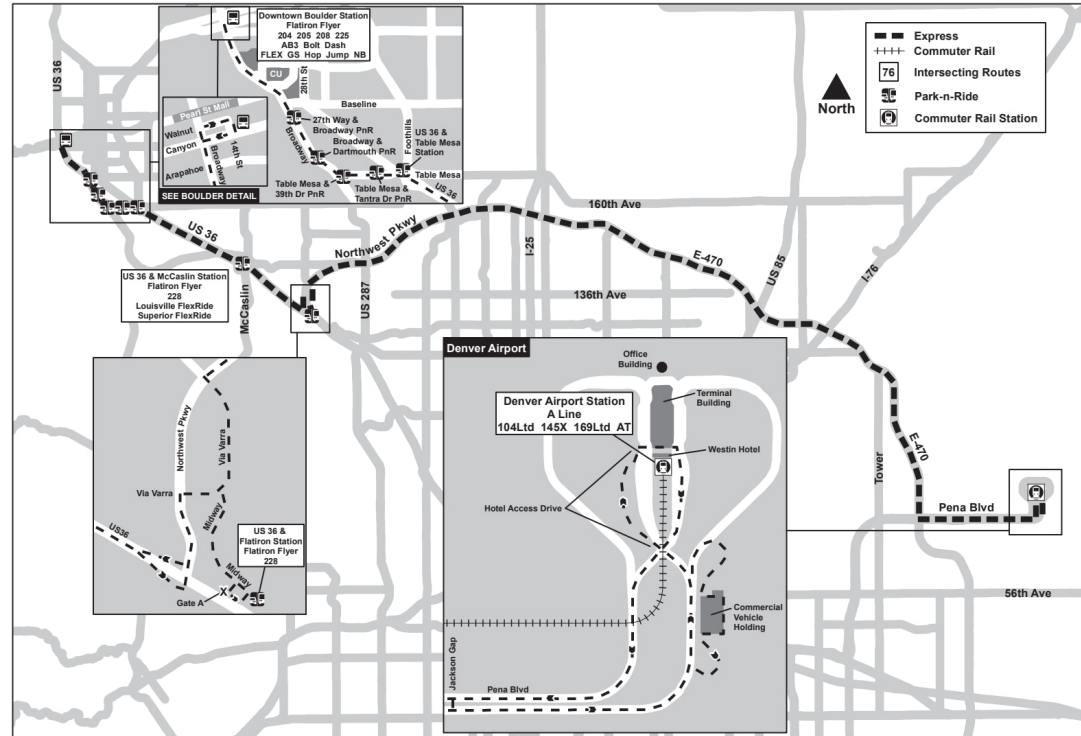 Downtown Boulder Station
Flatiron Flyer
204 205 208 225
AB3 Bolt Dash
FLEX GS Hop Jump NB
US 36
CU
28th St
Baseline
Pearl St Mall
Walnut
Canyon
Broadway
14th St
Arapahoe
SEE BOULDER DETAIL
27th Way &
Broadway PnR
Broadway
Broadway &
Dartmouth PnR
Foothills
US 36 &
Table Mesa
Station
Table Mesa
Table Mesa &
39th Dr PnR
Table Mesa &
Tantra Dr PnR
US 36
North
Express
Commuter Rail
76 Intersecting Routes
Park-n-Ride
Commuter Rail Station
US 36
Northwest Pkwy
160th Ave
I-25
E-470
US 85
I-76
US 36 & McCaslin Station
Flatiron Flyer
228
Louisville FlexRide
Superior FlexRide
McCaslin
US 287
136th Ave
Northwest Pkwy
Via Varra
Via Varra
Midway
US36
US 36 &
Flatiron Station
Flatiron Flyer
228
Midway
X
Gate A
Denver Airport
Office
Building
Terminal
Building
Denver Airport Station
A Line
104Ltd 145X 169Ltd AT
Westin Hotel
Hotel Access Drive
Commercial
Vehicle
Holding
Jackson Gap
Pena Blvd
Tower
E-470
Pena Blvd
56th Ave